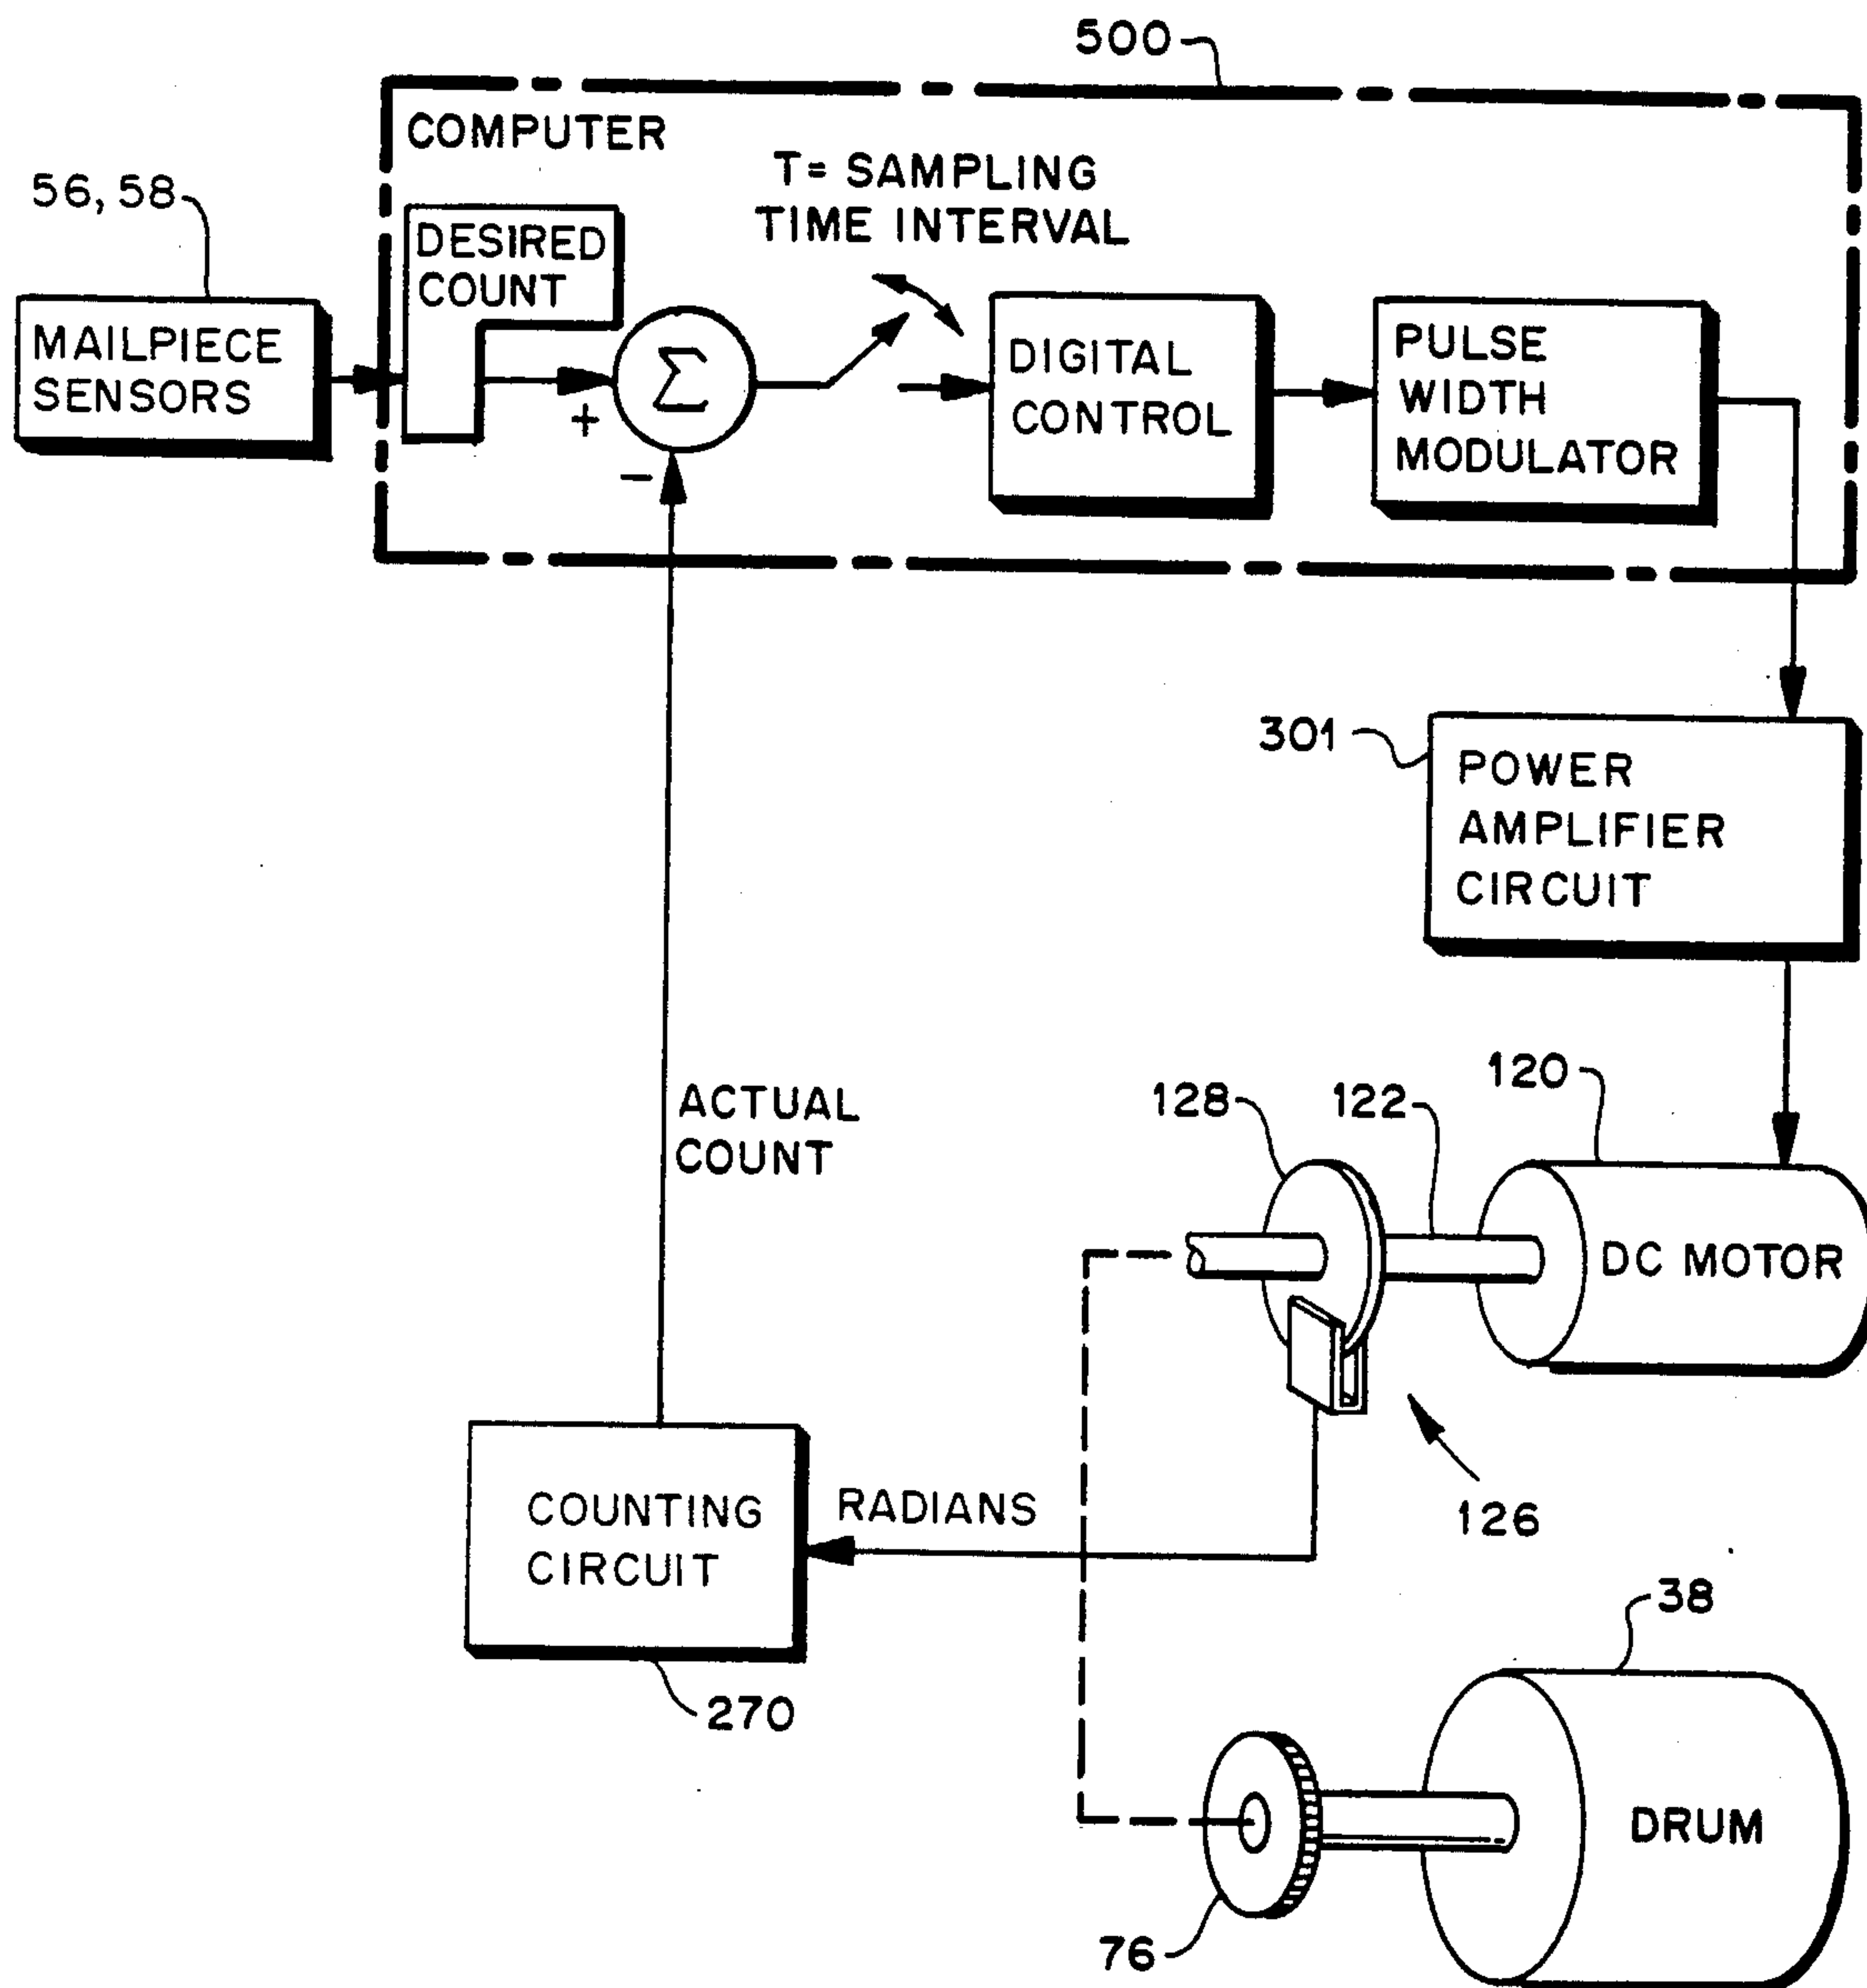 500
COMPUTER
T= SAMPLING
TIME INTERVAL
56, 58
DESIRED
COUNT
MAILPIECE
SENSORS
+
Σ
−
DIGITAL
CONTROL
PULSE
WIDTH
MODULATOR
301
POWER
AMPLIFIER
CIRCUIT
ACTUAL
COUNT
128
122
120
DC MOTOR
COUNTING
CIRCUIT
RADIANS
126
270
38
DRUM
76